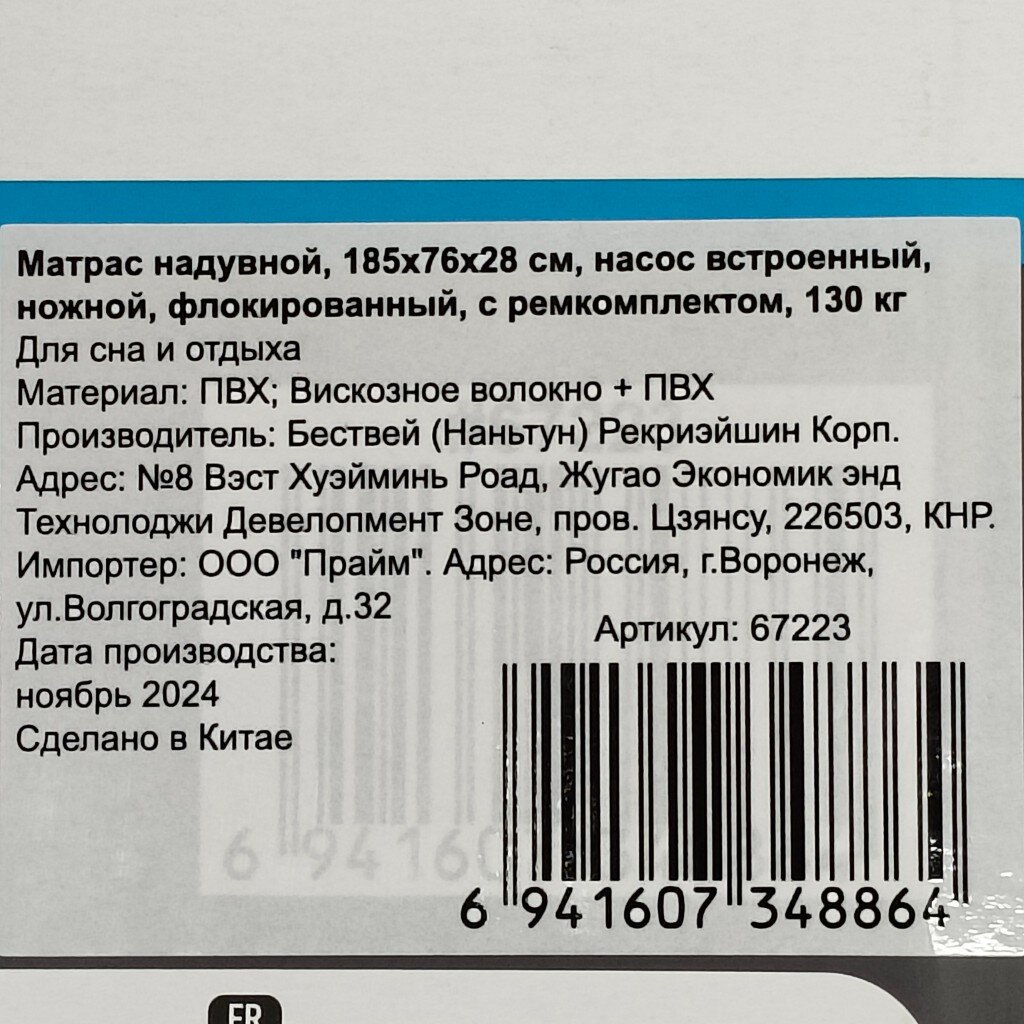 Матрас надувной, 185х76х28 см, насос встроенный,
ножной, флокированный, с ремкомплектом, 130 кг
Для сна и отдыха
Материал: ПВХ; Вискозное волокно + ПВХ
Производитель: Бествей (Наньтун) Рекриэйшин Корп.
Адрес: №8 Вэст Хуэйминь Роад, Жугао Экономик энд
Технолоджи Девелопмент Зоне, пров. Цзянсу, 226503, КНР.
Импортер: ООО "Прайм". Адрес: Россия, г.Воронеж,
ул.Волгоградская, д.32
Артикул: 67223
Дата производства:
ноябрь 2024
Сделано в Китае
6 941607 348864
FR